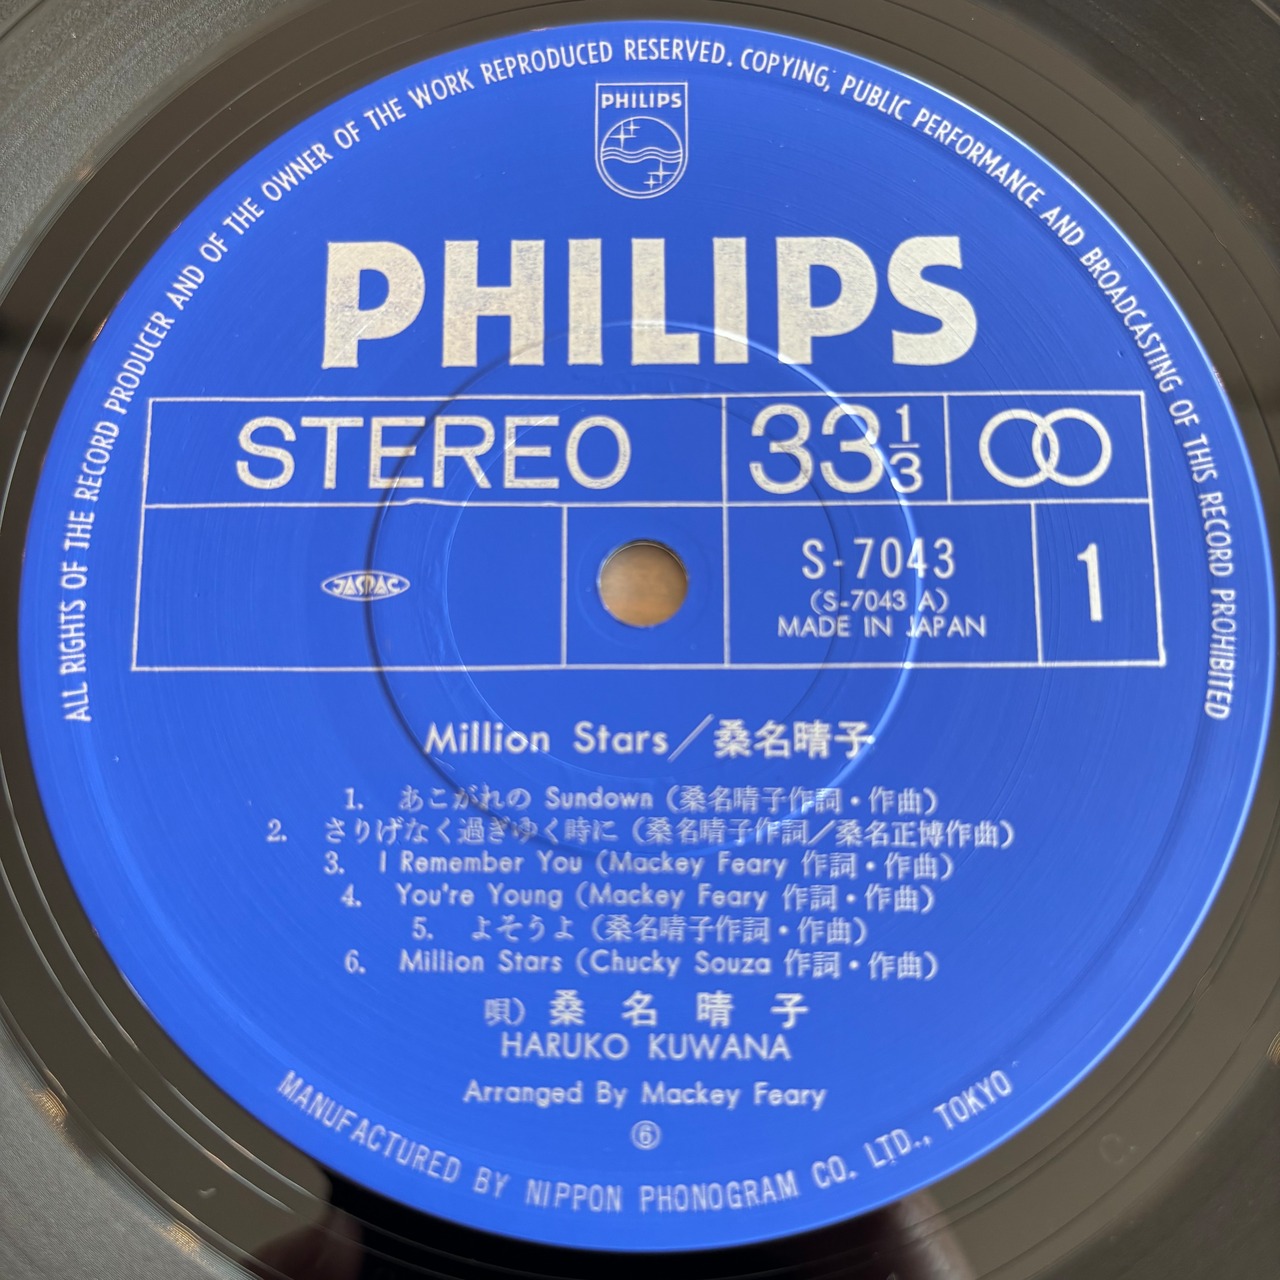 ALL RIGHTS OF THE RECORD PRODUCER AND OF THE OWNER OF THE WORK REPRODUCED RESERVED. COPYING, PUBLIC PERFORMANCE AND BROADCASTING OF THIS RECORD PROHIBITED
PHILIPS
PHILIPS
STEREO 33 1/3
JASRAC
S-7043
(S-7043 A)
MADE IN JAPAN
1
Million Stars／桑名晴子
1. あこがれの Sundown (桑名晴子作詞・作曲)
2. さりげなく過ぎゆく時に (桑名晴子作詞／桑名正博作曲)
3. I Remember You (Mackey Feary 作詞・作曲)
4. You're Young (Mackey Feary 作詞・作曲)
5. よそうよ (桑名晴子作詞・作曲)
6. Million Stars (Chucky Souza 作詞・作曲)
唄) 桑名晴子
HARUKO KUWANA
Arranged By Mackey Feary
⑥
MANUFACTURED BY NIPPON PHONOGRAM CO. LTD., TOKYO